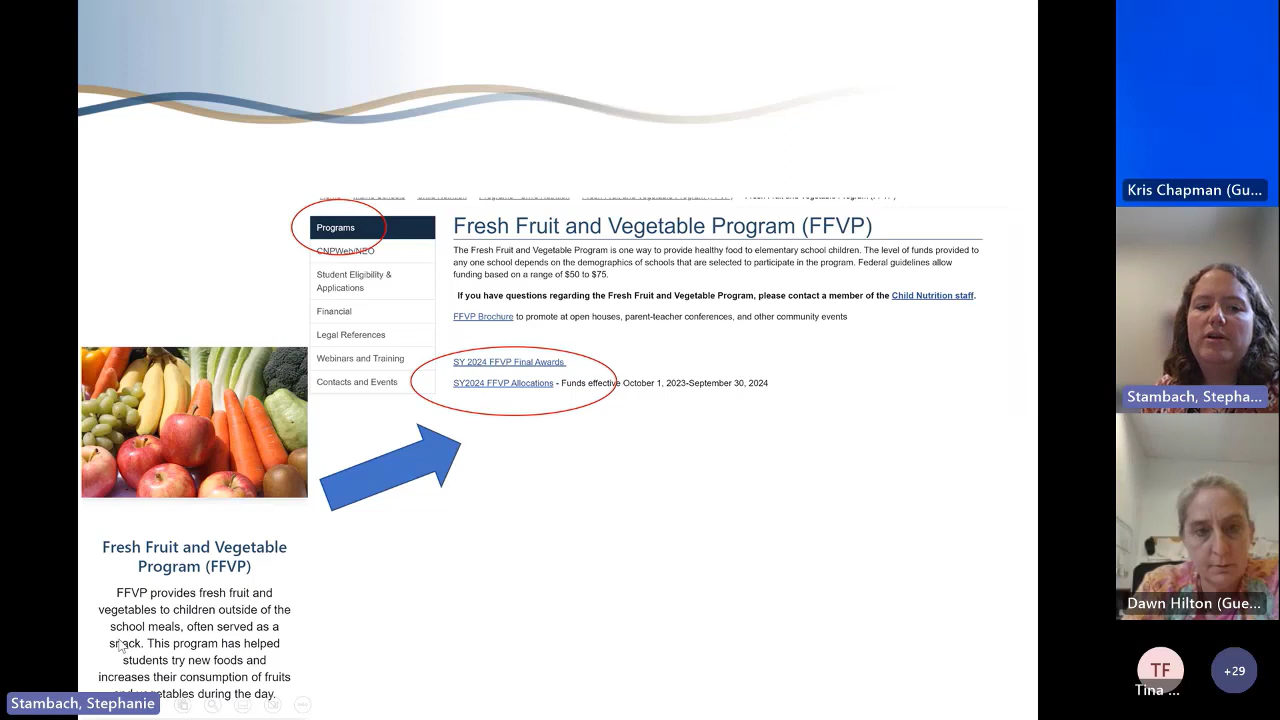 Programs
CNPWeb/NEO
Student Eligibility &
Applications
Financial
Legal References
Webinars and Training
Contacts and Events
Fresh Fruit and Vegetable Program (FFVP)
The Fresh Fruit and Vegetable Program is one way to provide healthy food to elementary school children. The level of funds provided to
any one school depends on the demographics of schools that are selected to participate in the program. Federal guidelines allow
funding based on a range of $50 to $75.
If you have questions regarding the Fresh Fruit and Vegetable Program, please contact a member of the Child Nutrition staff.
FFVP Brochure to promote at open houses, parent-teacher conferences, and other community events
SY 2024 FFVP Final Awards
SY2024 FFVP Allocations - Funds effective October 1, 2023-September 30, 2024
Fresh Fruit and Vegetable
Program (FFVP)
FFVP provides fresh fruit and
vegetables to children outside of the
school meals, often served as a
snack. This program has helped
students try new foods and
increases their consumption of fruits
and vegetables during the day.
Stambach, Stephanie
Kris Chapman (Gu...
Stambach, Stepha...
Dawn Hilton (Gue...
TF
Tina ...
+29